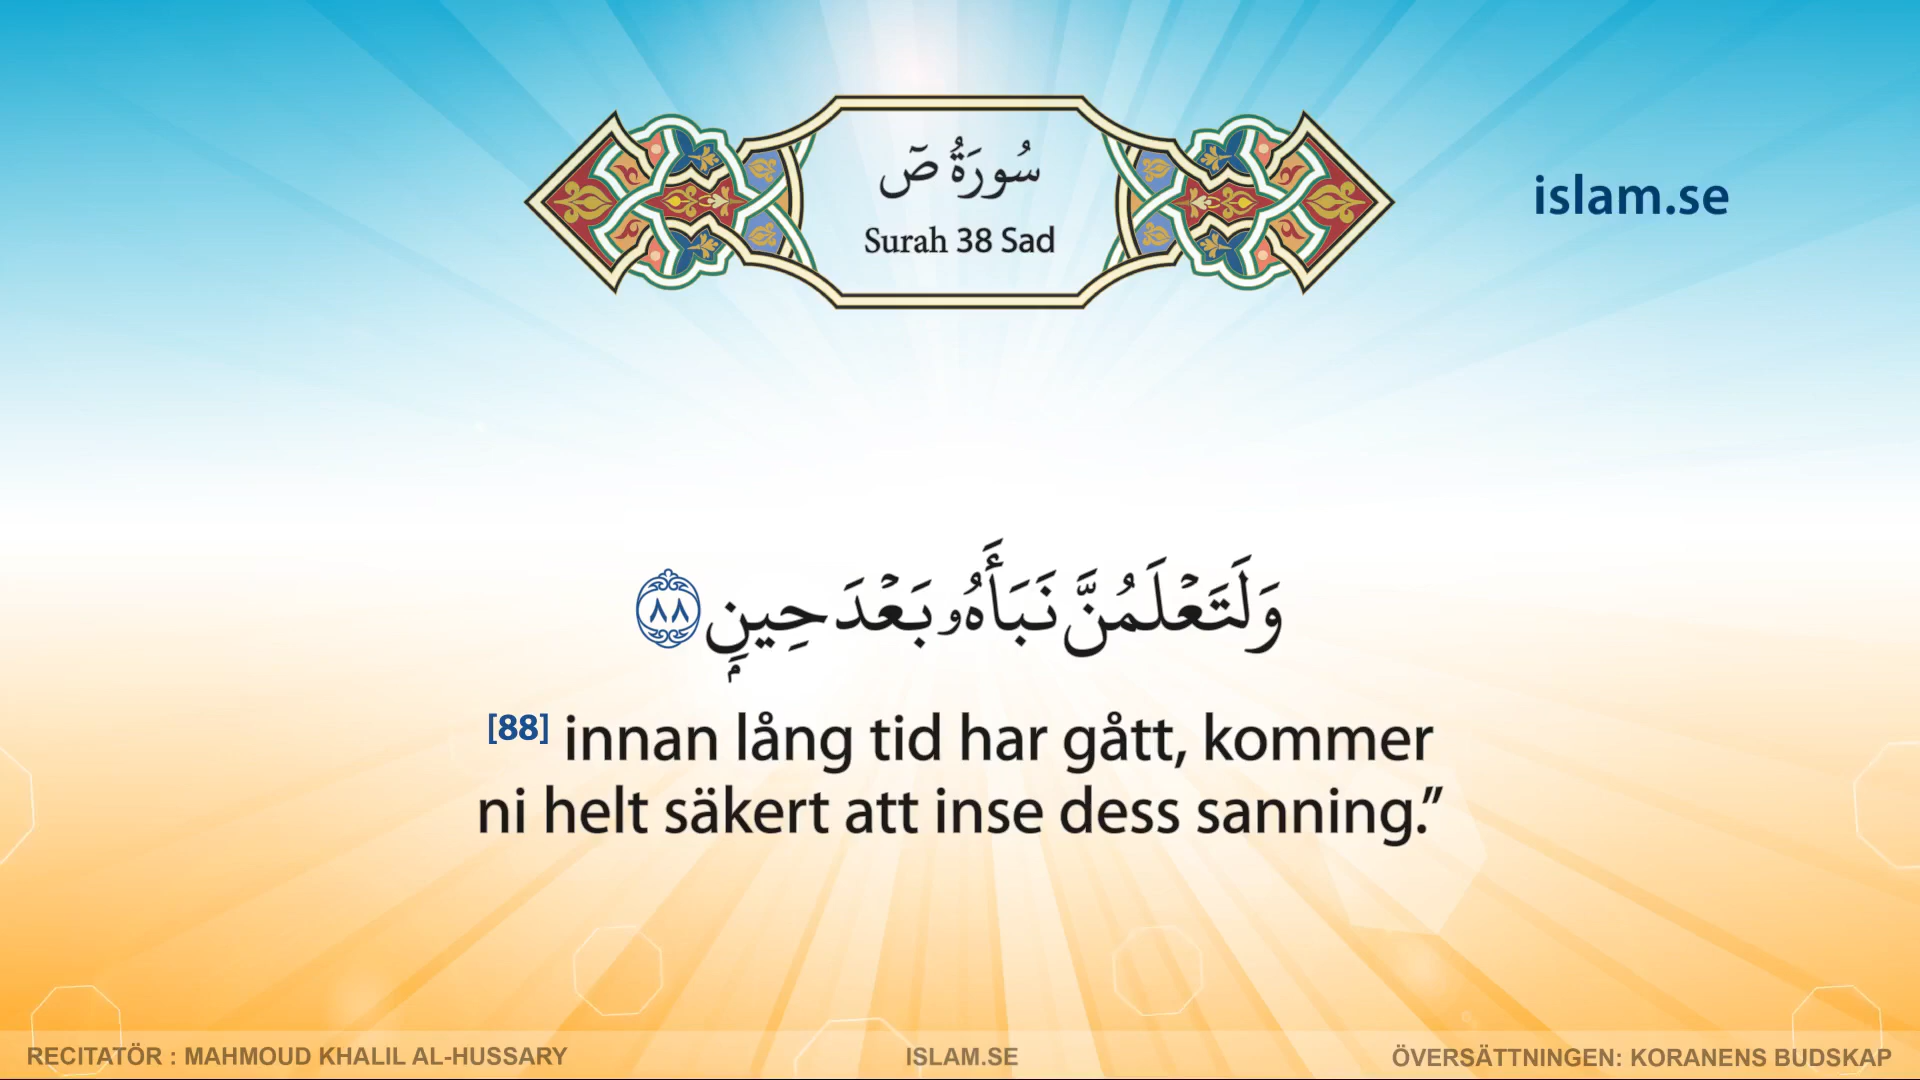 سُورَةُ صٓ
Surah 38 Sad
islam.se
وَلَتَعۡلَمُنَّ نَبَأَهُۥ بَعۡدَ حِينِۭ ٨٨
[88] innan lång tid har gått, kommer
ni helt säkert att inse dess sanning.”
RECITATÖR : MAHMOUD KHALIL AL-HUSSARY
ISLAM.SE
ÖVERSÄTTNINGEN: KORANENS BUDSKAP